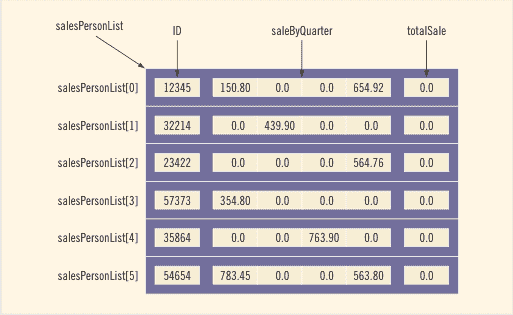 salesPersonList ID saleByQuarter totalSale
salesPersonList[0] 12345 150.80 0.0 0.0 654.92 0.0
salesPersonList[1] 32214 0.0 439.90 0.0 0.0 0.0
salesPersonList[2] 23422 0.0 0.0 0.0 564.76 0.0
salesPersonList[3] 57373 354.80 0.0 0.0 0.0 0.0
salesPersonList[4] 35864 0.0 0.0 763.90 0.0 0.0
salesPersonList[5] 54654 783.45 0.0 0.0 563.80 0.0